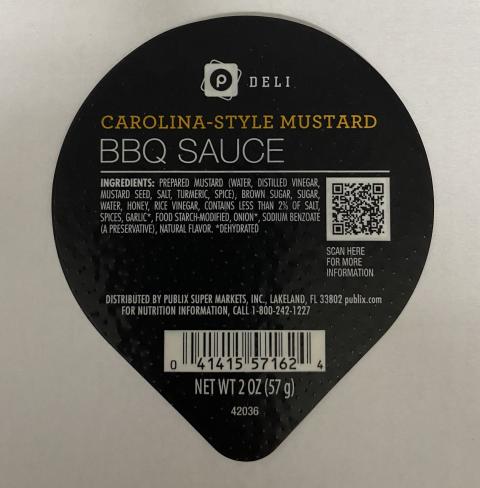 P DELI
CAROLINA-STYLE MUSTARD
BBQ SAUCE
INGREDIENTS: PREPARED MUSTARD (WATER, DISTILLED VINEGAR,
MUSTARD SEED, SALT, TURMERIC, SPICE), BROWN SUGAR, SUGAR,
WATER, HONEY, RICE VINEGAR, CONTAINS LESS THAN 2% OF SALT,
SPICES, GARLIC*, FOOD STARCH-MODIFIED, ONION*, SODIUM BENZOATE
(A PRESERVATIVE), NATURAL FLAVOR. *DEHYDRATED
SCAN HERE
FOR MORE
INFORMATION
DISTRIBUTED BY PUBLIX SUPER MARKETS, INC., LAKELAND, FL 33802 publix.com
FOR NUTRITION INFORMATION, CALL 1-800-242-1227
0 41415 57162 4
NET WT 2 OZ (57 g)
42036